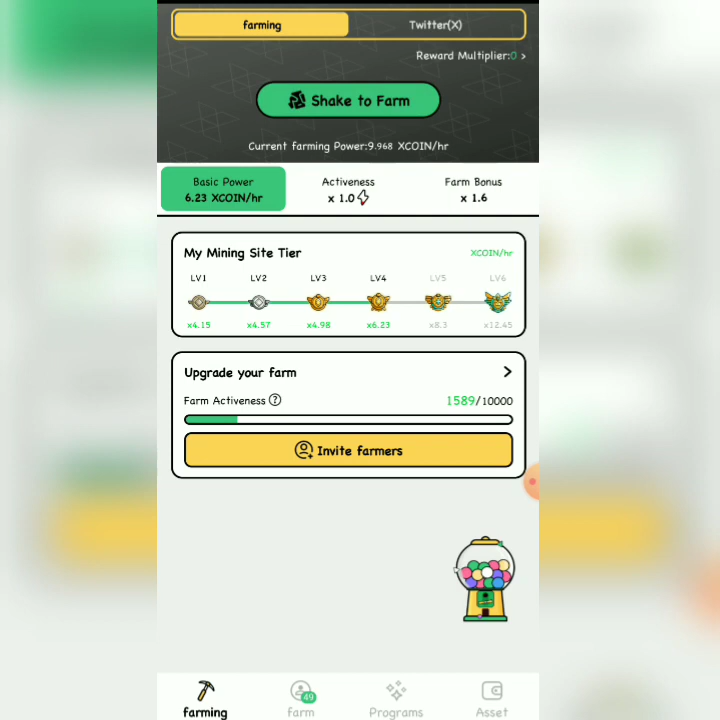 farming Twitter(X)
Reward Multiplier:0 >
Shake to Farm
Current farming Power:9.968 XCOIN/hr
Basic Power Activeness Farm Bonus
6.23 XCOIN/hr x 1.0 x 1.6
My Mining Site Tier XCOIN/hr
LV1 LV2 LV3 LV4 LV5 LV6
x4.15 x4.57 x4.98 x6.23 x8.3 x12.45
Upgrade your farm >
Farm Activeness ? 1589/10000
Invite farmers
49
farming farm Programs Asset